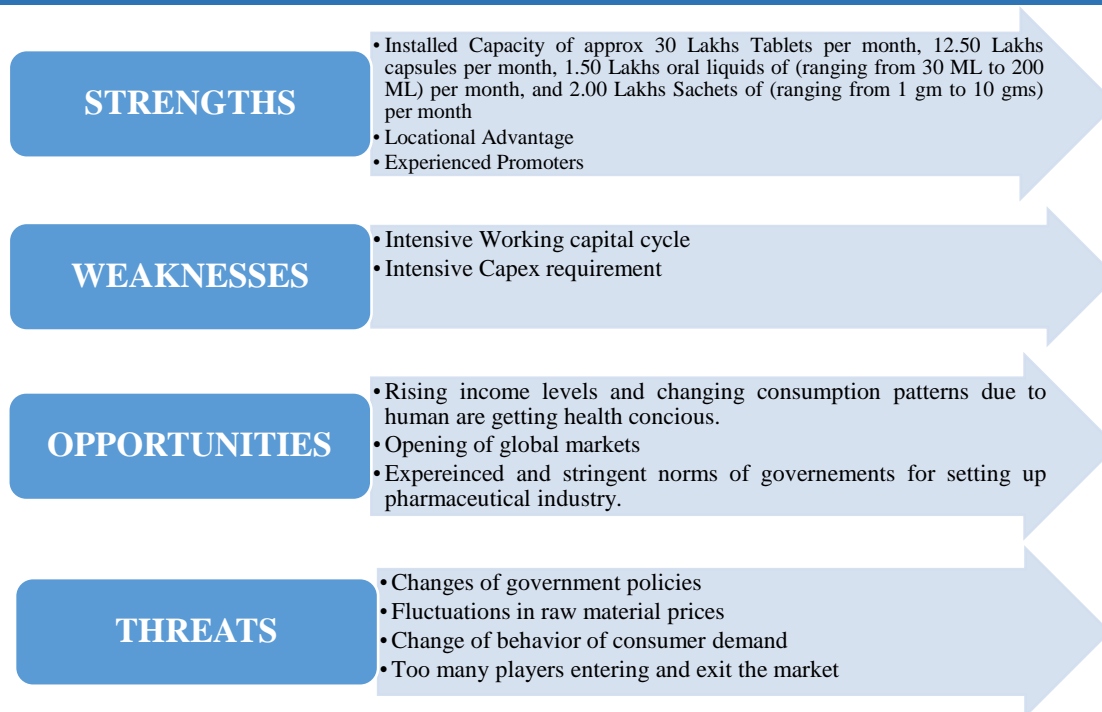 STRENGTHS
• Installed Capacity of approx 30 Lakhs Tablets per month, 12.50 Lakhs
capsules per month, 1.50 Lakhs oral liquids of (ranging from 30 ML to 200
ML) per month, and 2.00 Lakhs Sachets of (ranging from 1 gm to 10 gms)
per month
• Locational Advantage
• Experienced Promoters
WEAKNESSES
• Intensive Working capital cycle
• Intensive Capex requirement
OPPORTUNITIES
• Rising income levels and changing consumption patterns due to
human are getting health concious.
• Opening of global markets
• Expereinced and stringent norms of governements for setting up
pharmaceutical industry.
THREATS
• Changes of government policies
• Fluctuations in raw material prices
• Change of behavior of consumer demand
• Too many players entering and exit the market